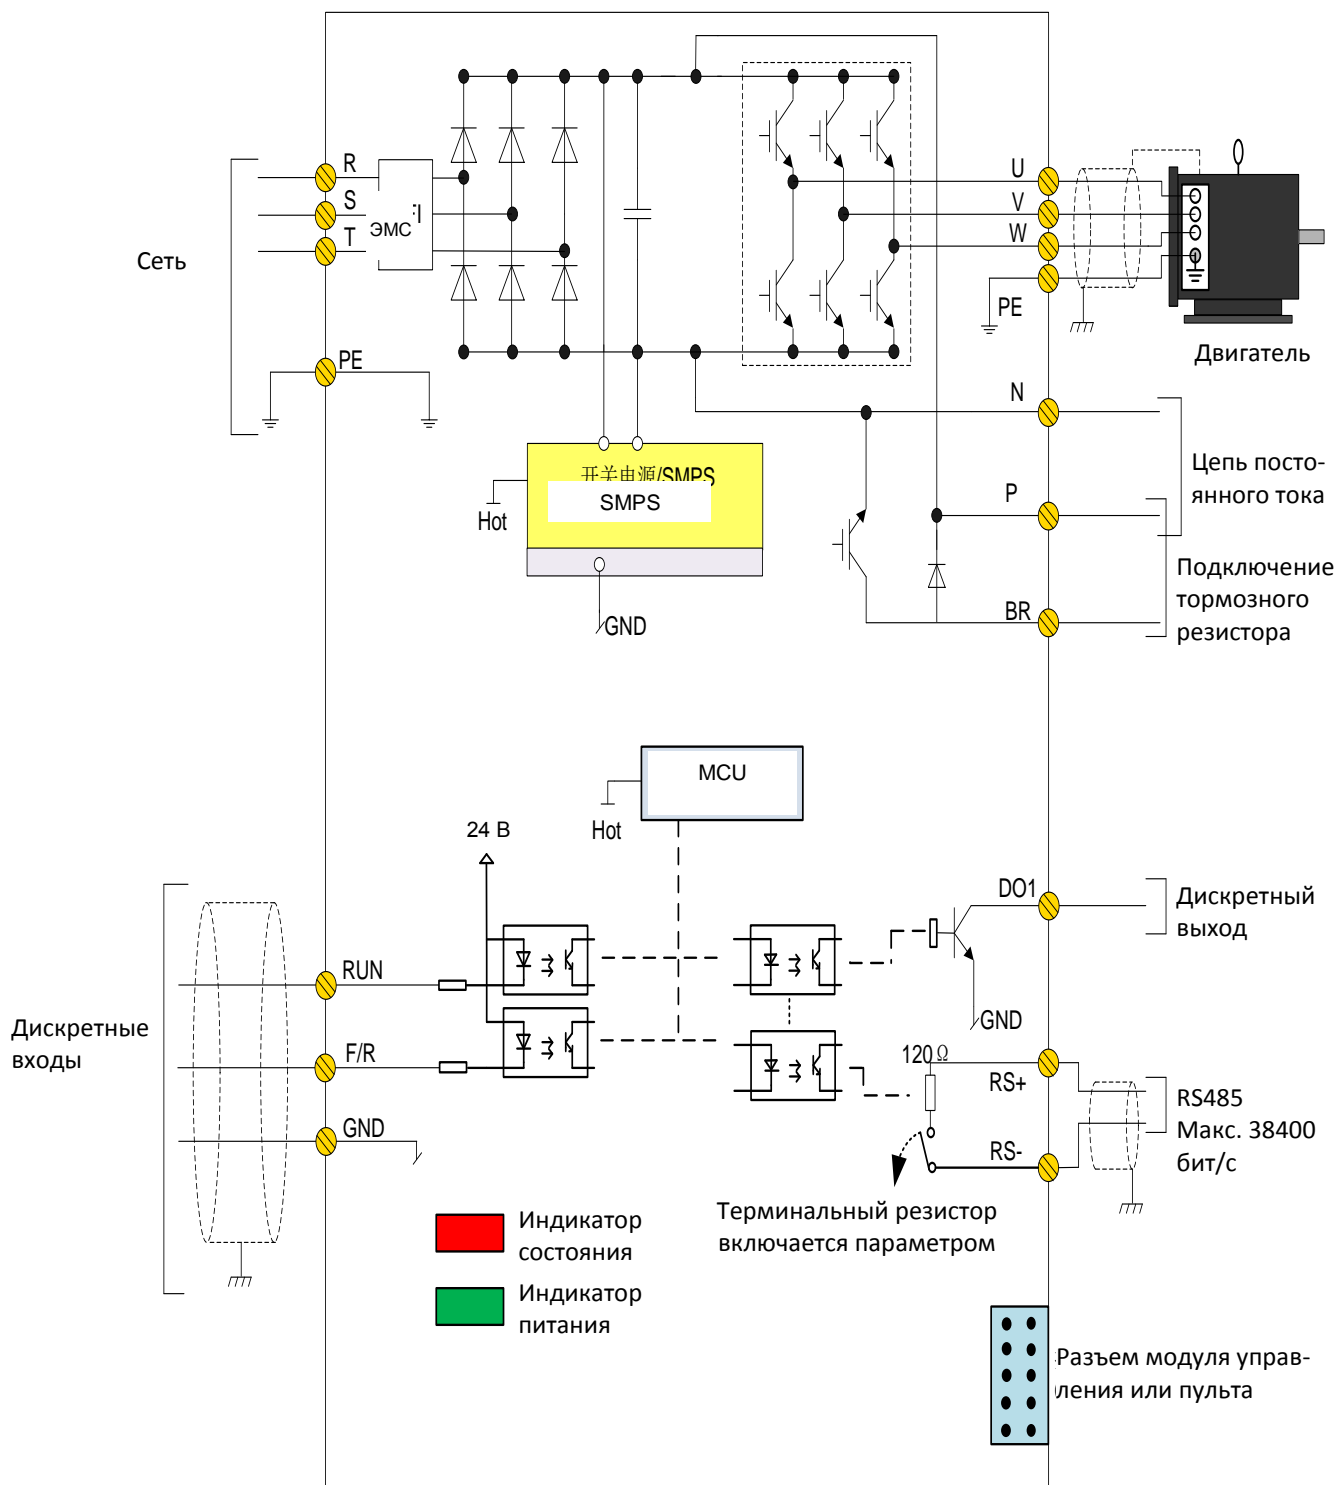 R
S
T
ЭМС
Сеть
PE
U
V
W
PE
Двигатель
N
Цепь посто-
янного тока
P
开关电源/SMPS
SMPS
Hot
GND
Подключение
тормозного
резистора
BR
MCU
Hot
24 В
DO1
Дискретный
выход
RUN
GND
Дискретные
входы
F/R
120Ω
RS+
RS485
Макс. 38400
бит/с
GND
RS-
Терминальный резистор
включается параметром
Индикатор
состояния
Индикатор
питания
Разъем модуля управ-
ления или пульта